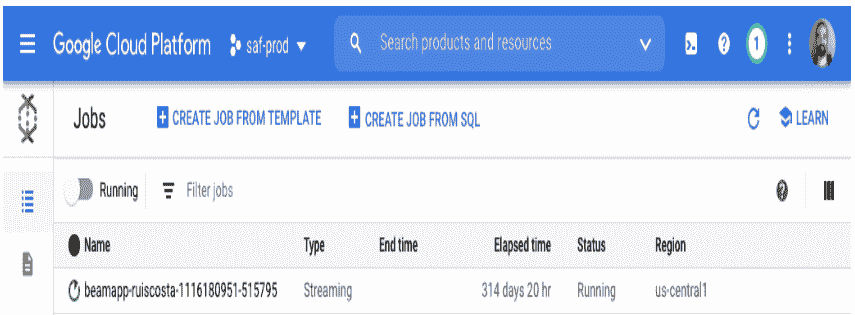 Google Cloud Platform saf-prod Search products and resources 1
Jobs CREATE JOB FROM TEMPLATE CREATE JOB FROM SQL LEARN
Running Filter jobs
Name Type End time Elapsed time Status Region
beamapp-ruiscosta-1116180951-515795 Streaming 314 days 20 hr Running us-central1